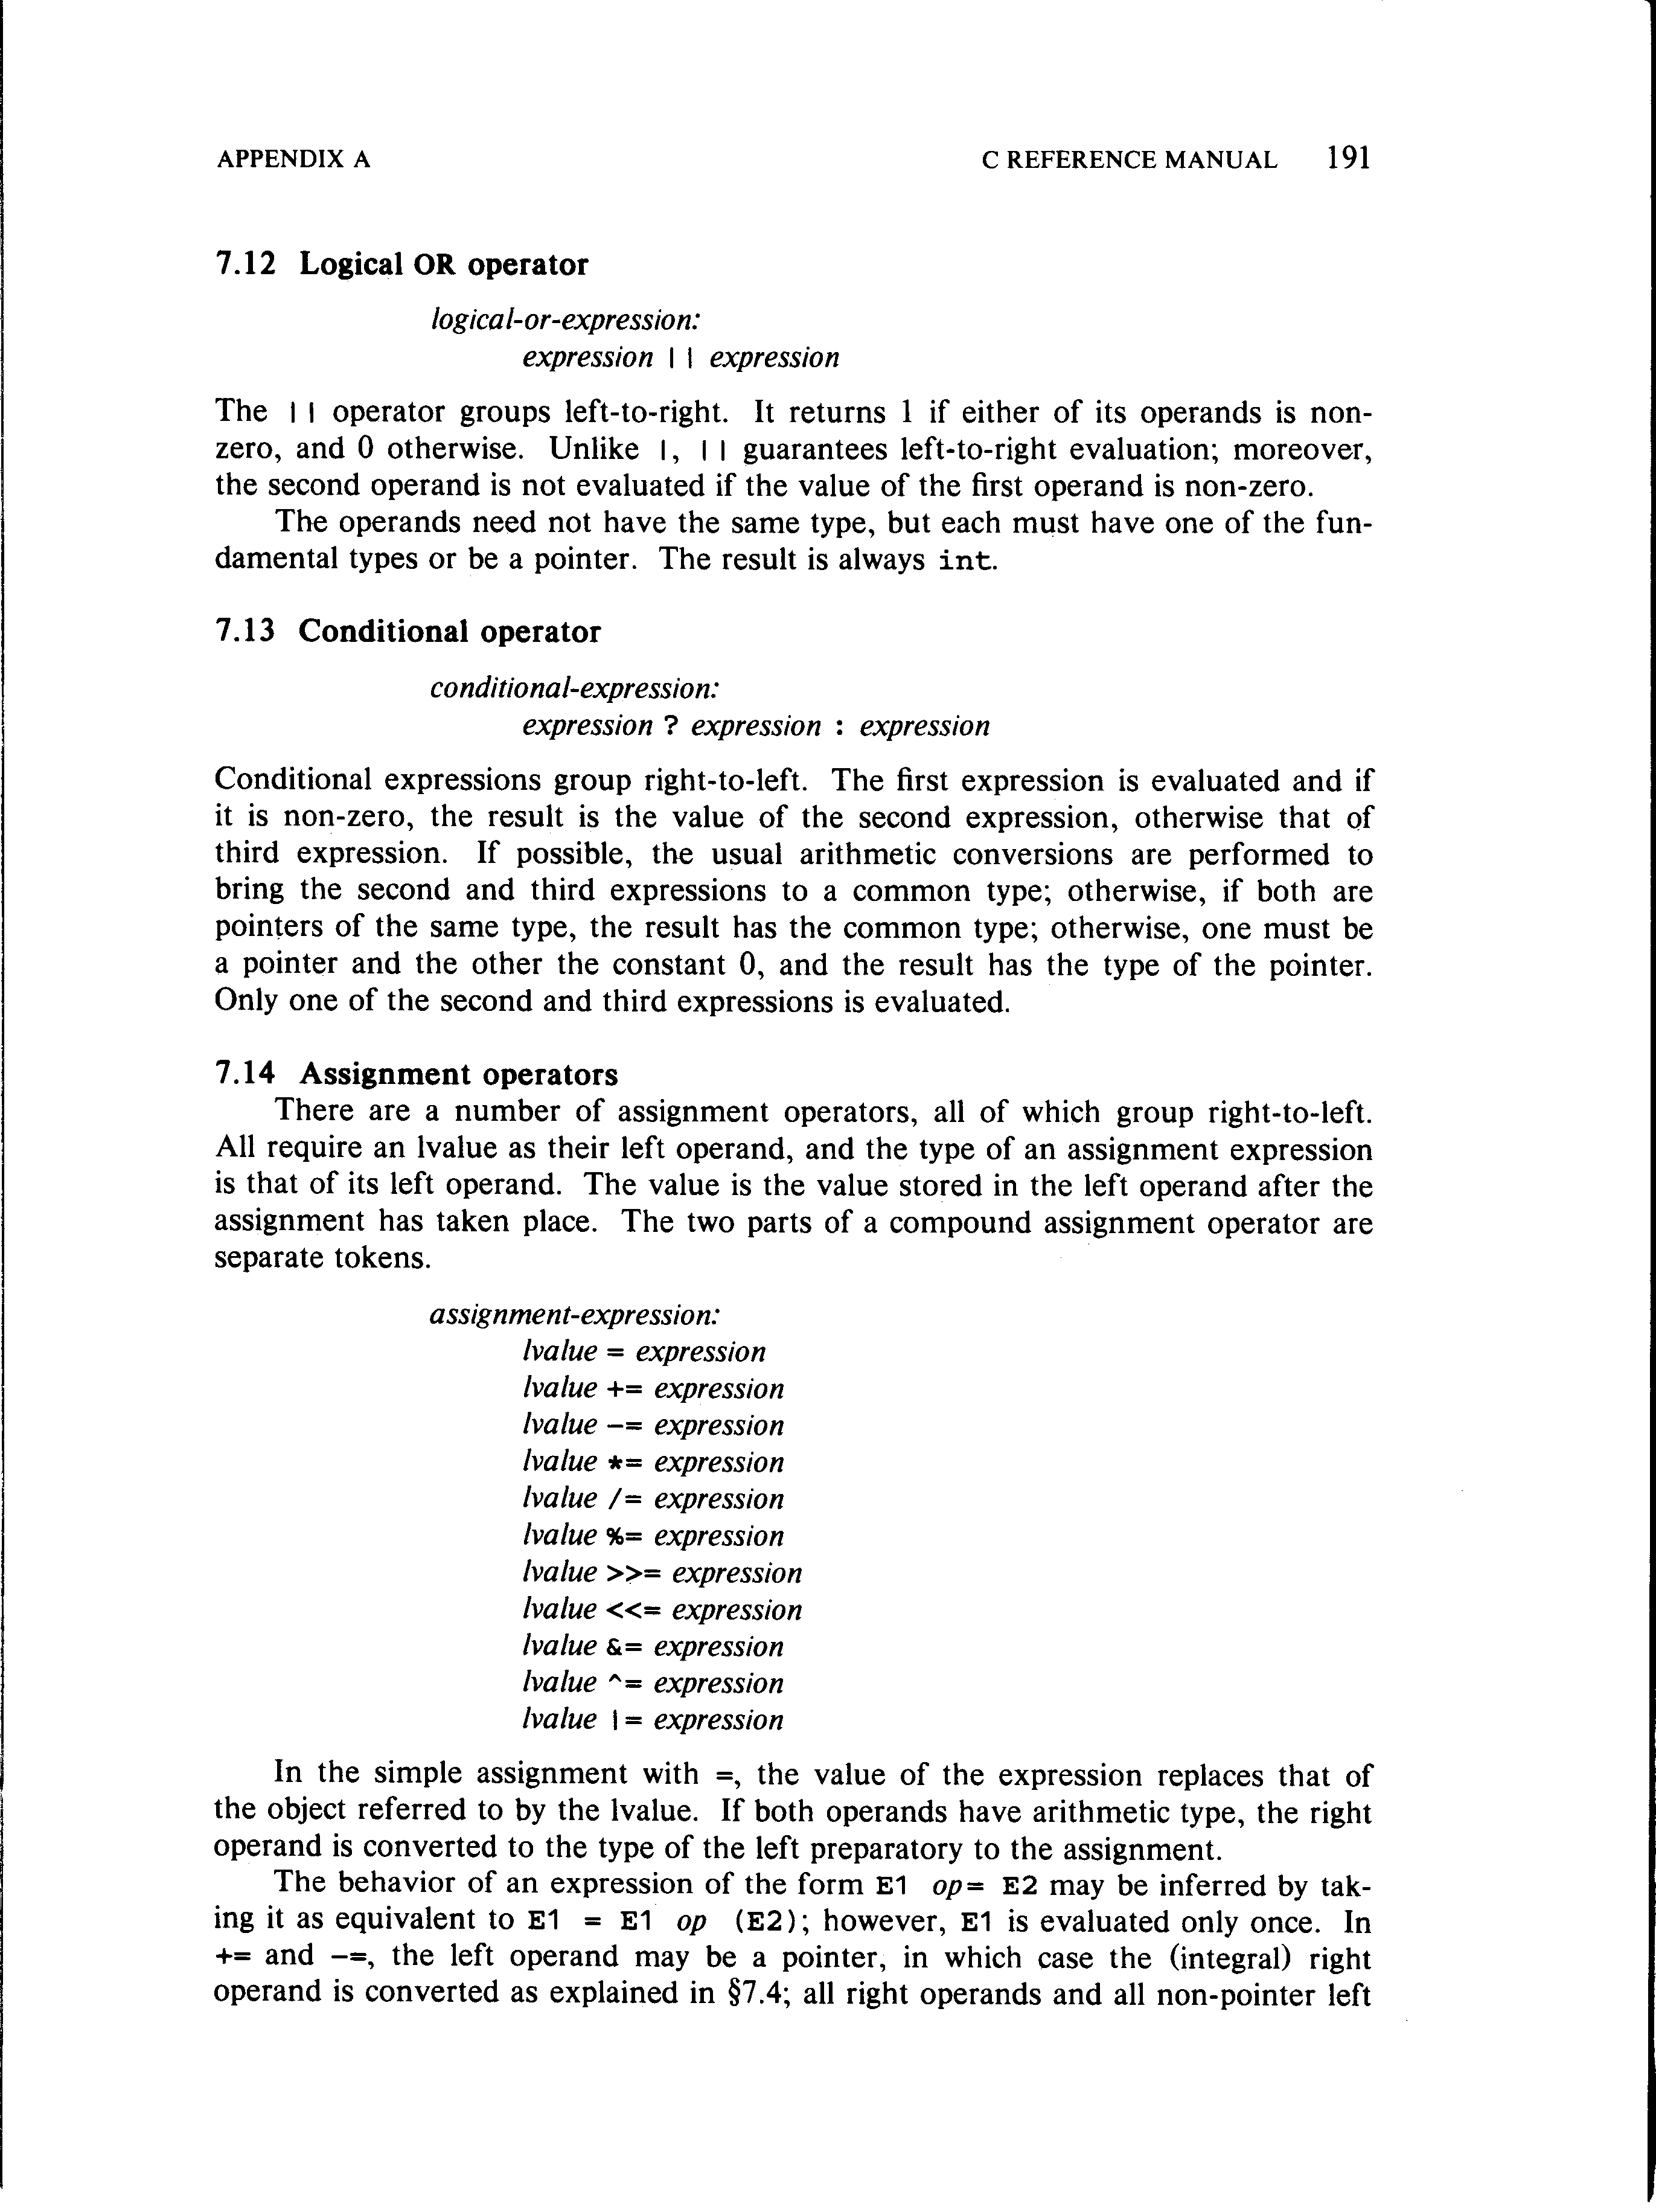 APPENDIX A C REFERENCE MANUAL 191
7.12 Logical OR operator
logical-or-expression:
expression || expression
The || operator groups left-to-right. It returns 1 if either of its operands is non-
zero, and 0 otherwise. Unlike |, || guarantees left-to-right evaluation; moreover,
the second operand is not evaluated if the value of the first operand is non-zero.
The operands need not have the same type, but each must have one of the fun-
damental types or be a pointer. The result is always int.
7.13 Conditional operator
conditional-expression:
expression ? expression : expression
Conditional expressions group right-to-left. The first expression is evaluated and if
it is non-zero, the result is the value of the second expression, otherwise that of
third expression. If possible, the usual arithmetic conversions are performed to
bring the second and third expressions to a common type; otherwise, if both are
pointers of the same type, the result has the common type; otherwise, one must be
a pointer and the other the constant 0, and the result has the type of the pointer.
Only one of the second and third expressions is evaluated.
7.14 Assignment operators
There are a number of assignment operators, all of which group right-to-left.
All require an lvalue as their left operand, and the type of an assignment expression
is that of its left operand. The value is the value stored in the left operand after the
assignment has taken place. The two parts of a compound assignment operator are
separate tokens.
assignment-expression:
lvalue = expression
lvalue += expression
lvalue -= expression
lvalue *= expression
lvalue /= expression
lvalue %= expression
lvalue >>= expression
lvalue <<= expression
lvalue &= expression
lvalue ^= expression
lvalue |= expression
In the simple assignment with =, the value of the expression replaces that of
the object referred to by the lvalue. If both operands have arithmetic type, the right
operand is converted to the type of the left preparatory to the assignment.
The behavior of an expression of the form E1 op= E2 may be inferred by tak-
ing it as equivalent to E1 = E1 op (E2); however, E1 is evaluated only once. In
+= and -=, the left operand may be a pointer, in which case the (integral) right
operand is converted as explained in §7.4; all right operands and all non-pointer left